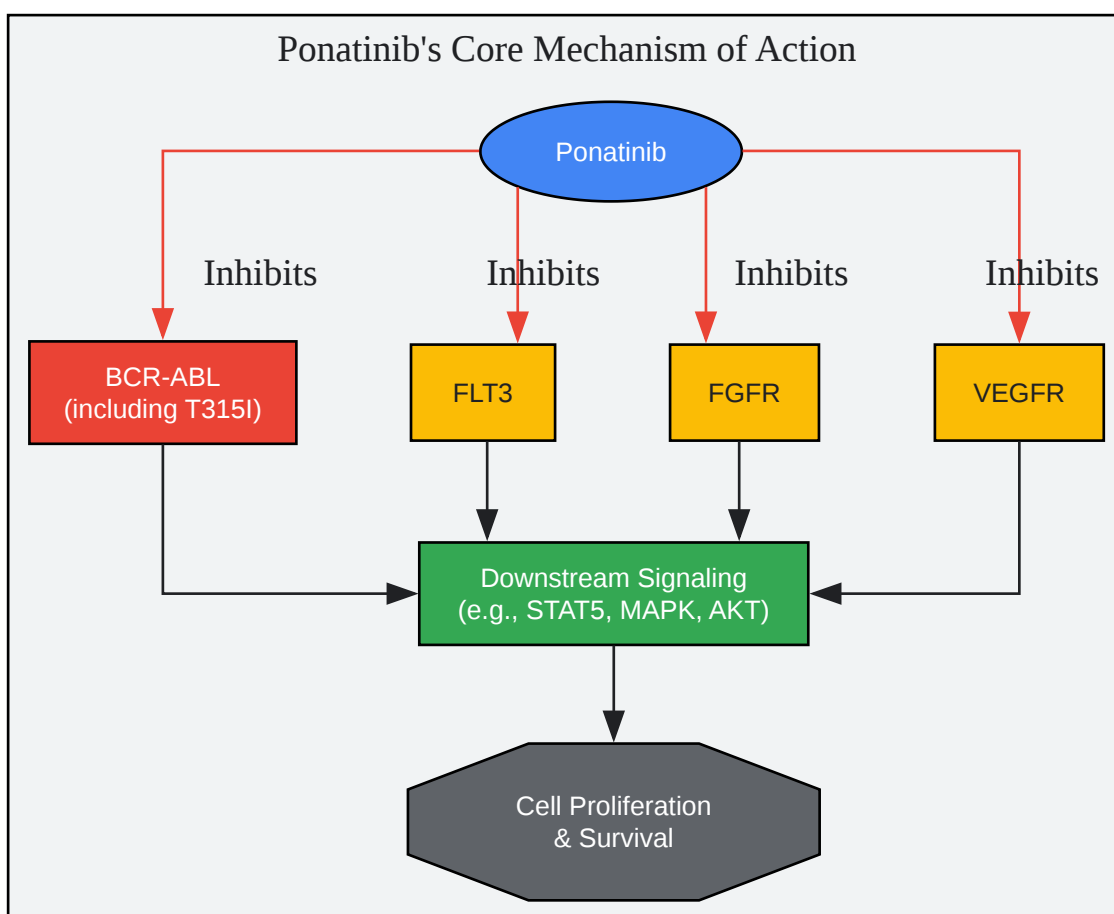 Ponatinib's Core Mechanism of Action
Ponatinib
Inhibits
Inhibits
Inhibits
Inhibits
BCR-ABL
(including T315I)
FLT3
FGFR
VEGFR
Downstream Signaling
(e.g., STAT5, MAPK, AKT)
Cell Proliferation
& Survival